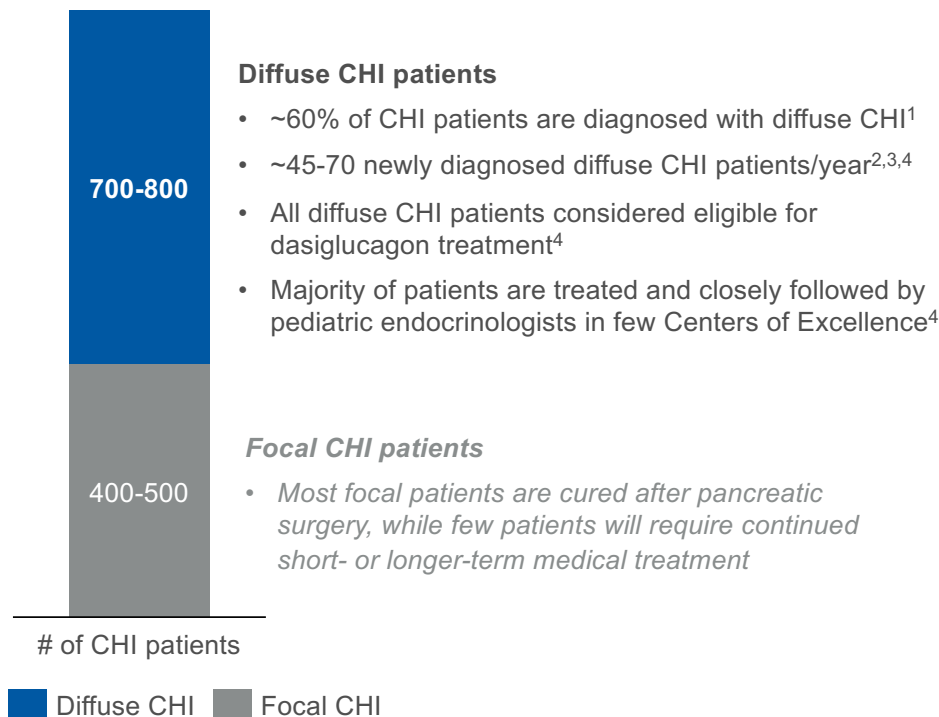 700-800
Diffuse CHI patients
• ~60% of CHI patients are diagnosed with diffuse CHI¹
• ~45-70 newly diagnosed diffuse CHI patients/year²,³,⁴
• All diffuse CHI patients considered eligible for
dasiglucagon treatment⁴
• Majority of patients are treated and closely followed by
pediatric endocrinologists in few Centers of Excellence⁴
400-500
Focal CHI patients
• Most focal patients are cured after pancreatic
surgery, while few patients will require continued
short- or longer-term medical treatment
# of CHI patients
Diffuse CHI Focal CHI